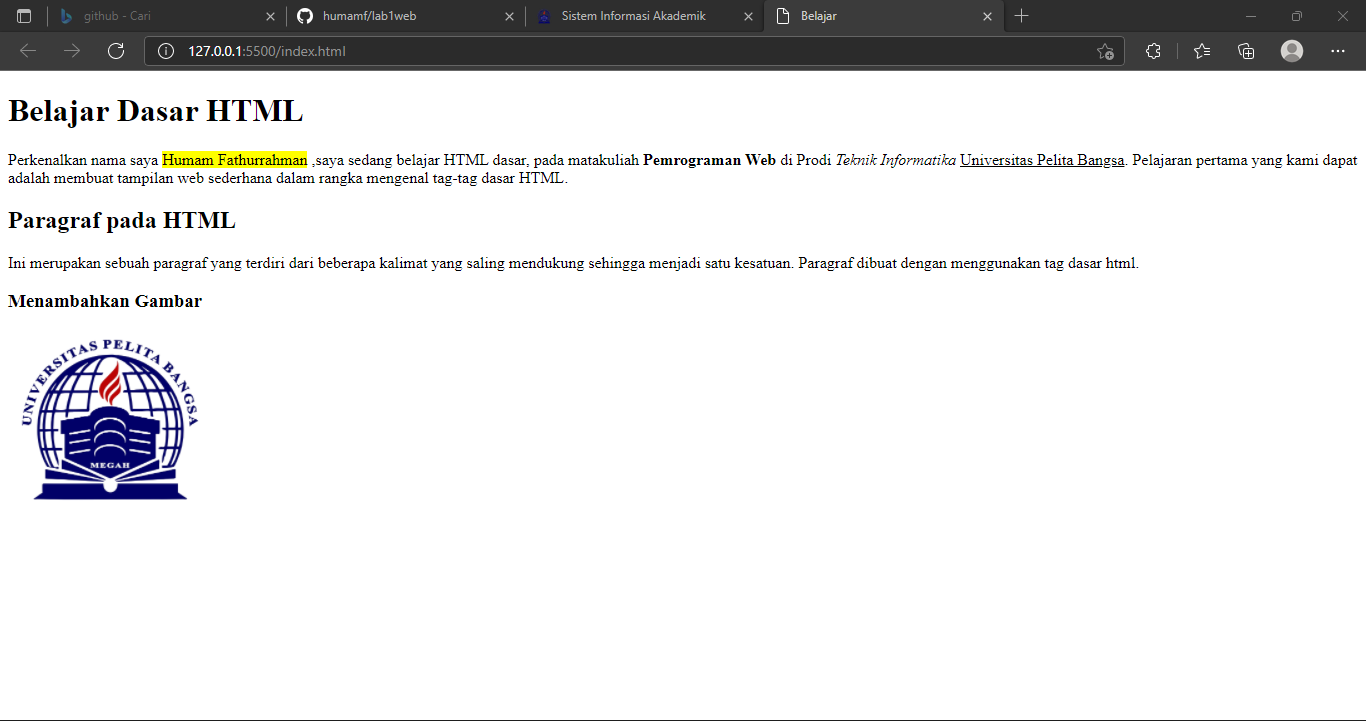 github - Cari
humamf/lab1web
Sistem Informasi Akademik
Belajar
127.0.0.1:5500/index.html
Belajar Dasar HTML
Perkenalkan nama saya Humam Fathurrahman ,saya sedang belajar HTML dasar, pada matakuliah Pemrograman Web di Prodi Teknik Informatika Universitas Pelita Bangsa. Pelajaran pertama yang kami dapat
adalah membuat tampilan web sederhana dalam rangka mengenal tag-tag dasar HTML.
Paragraf pada HTML
Ini merupakan sebuah paragraf yang terdiri dari beberapa kalimat yang saling mendukung sehingga menjadi satu kesatuan. Paragraf dibuat dengan menggunakan tag dasar html.
Menambahkan Gambar
UNIVERSITAS PELITA BANGSA
MEGAH